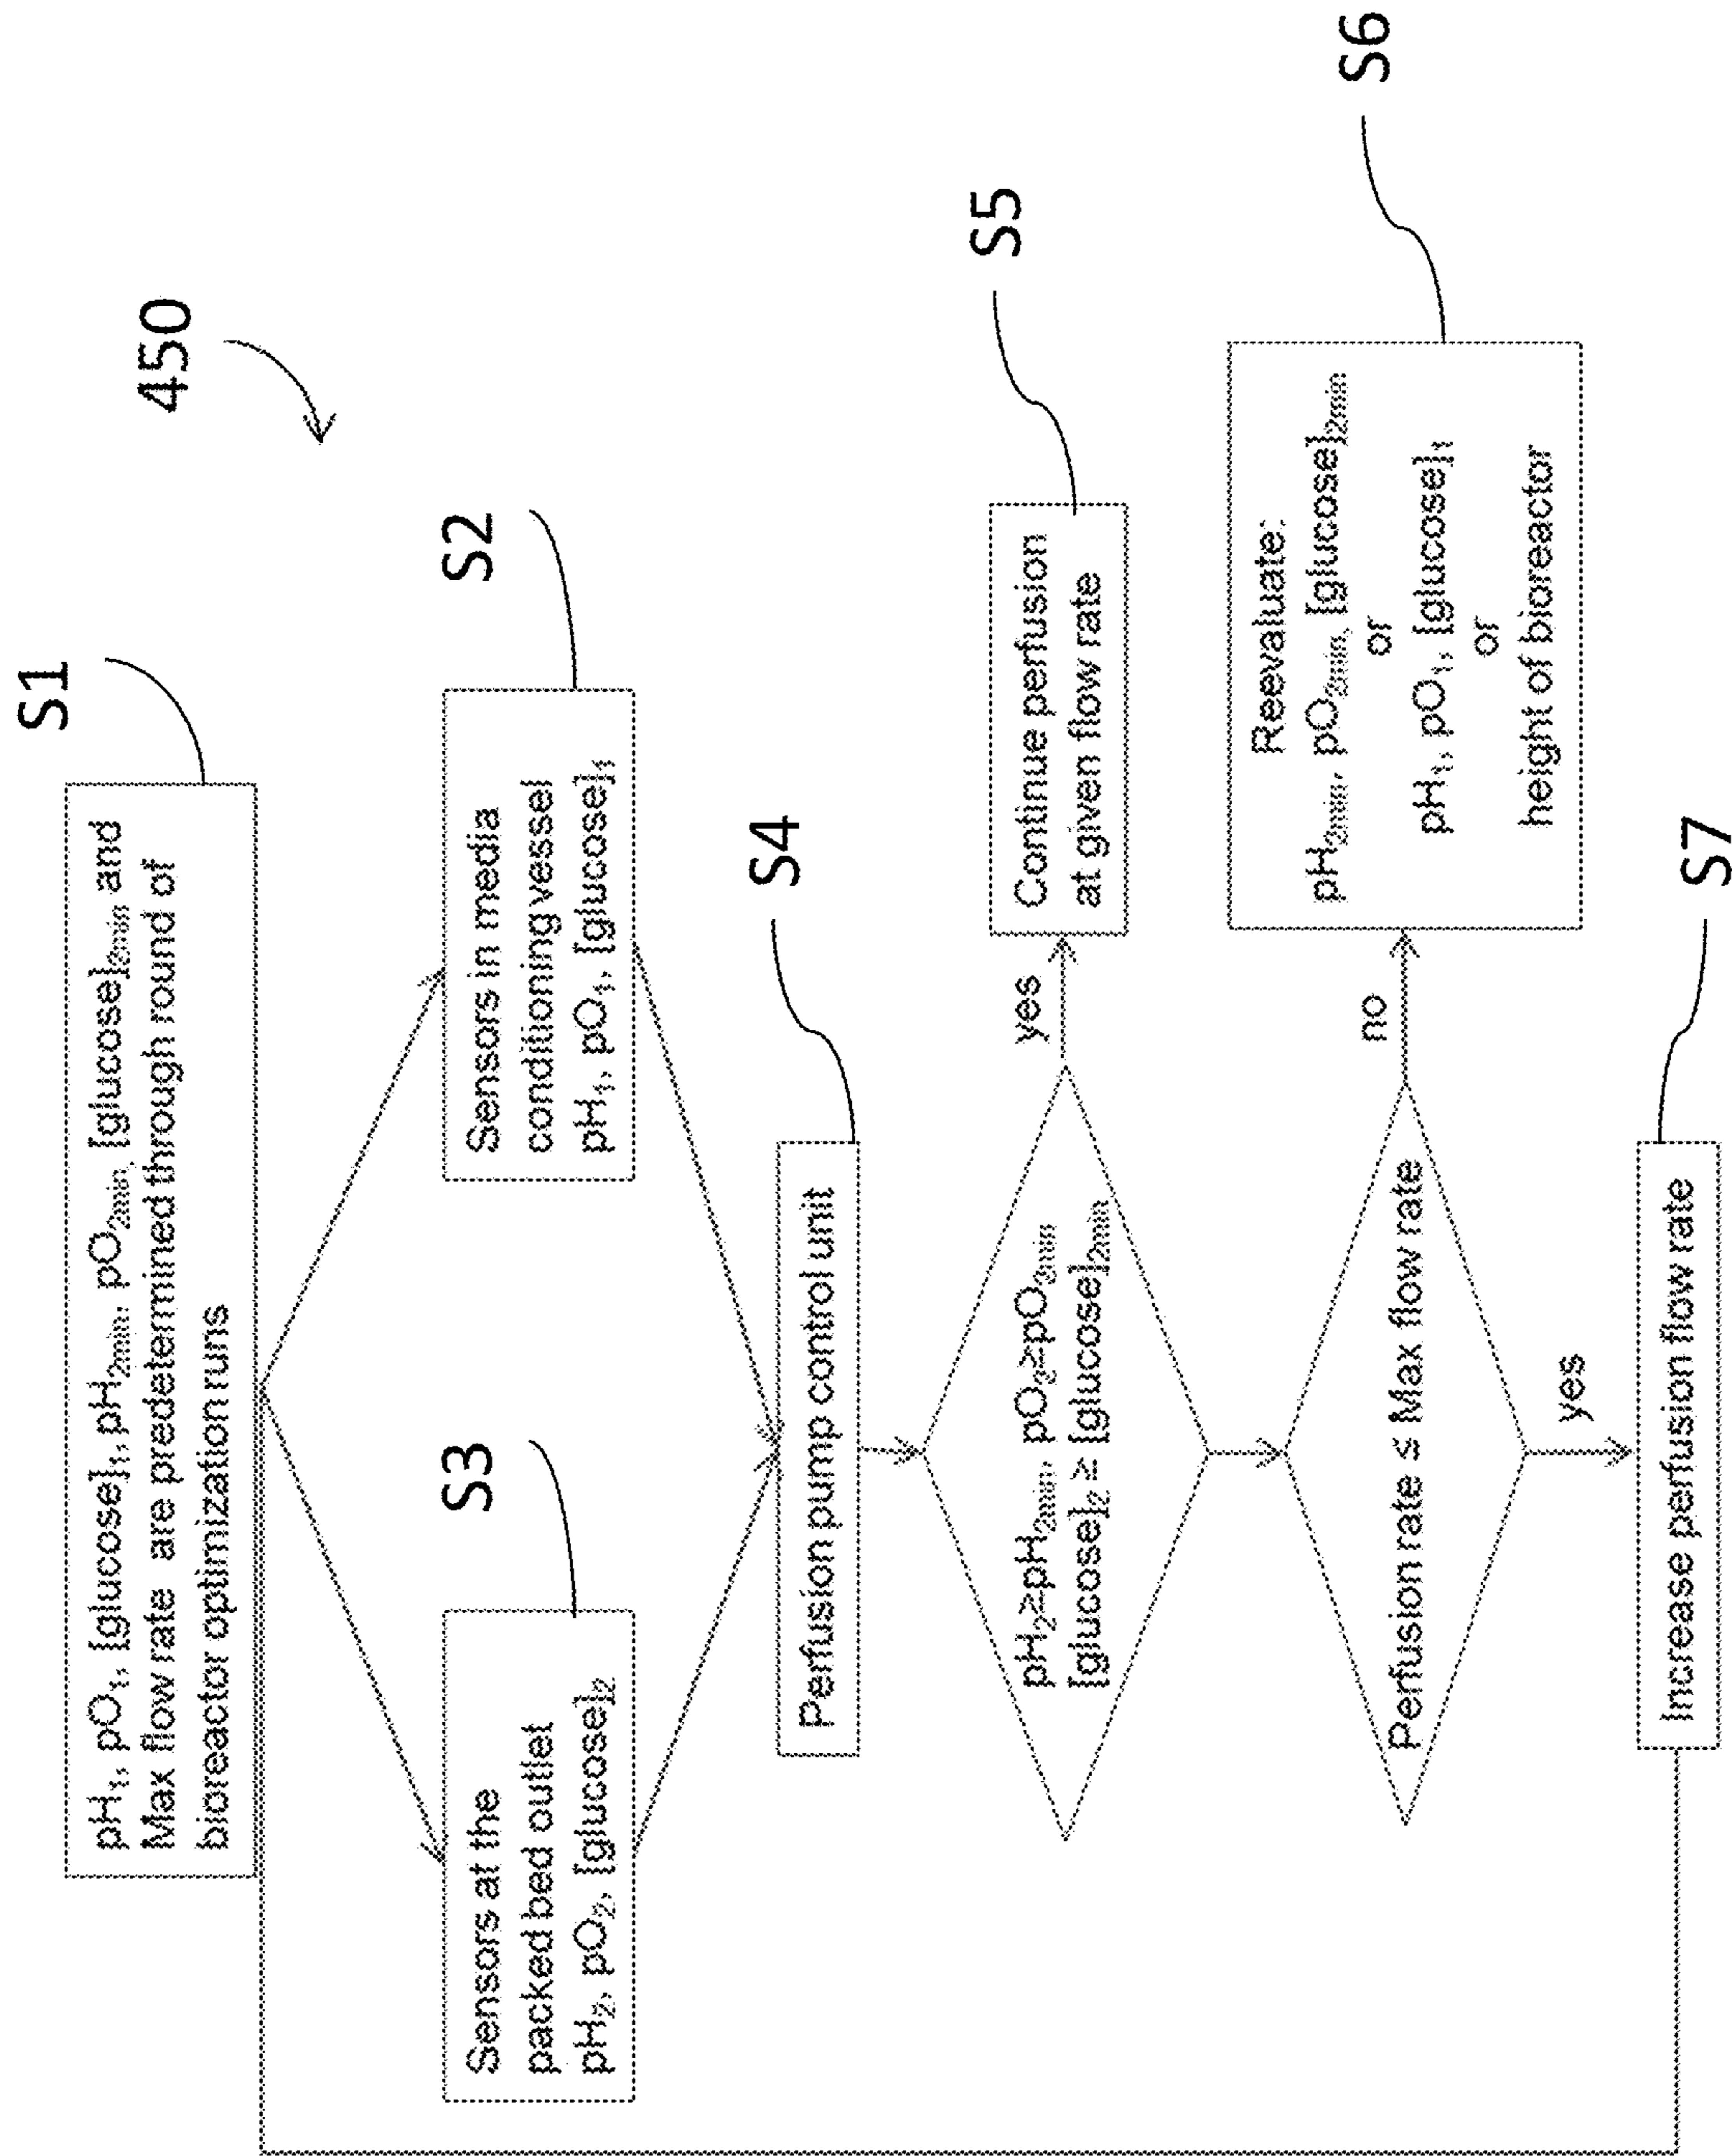 450
S1
pH₁, pO₁, [glucose]₁, pH₂ₘᵢₙ, pO₂ₘᵢₙ, [glucose]₂ₘᵢₙ and
Max flow rate are predetermined through round of
bioreactor optimization runs
S3
Sensors at the
packed bed outlet
pH₂, pO₂, [glucose]₂
S2
Sensors in media
conditioning vessel
pH₁, pO₁, [glucose]₁
S4
Perfusion pump control unit
pH₂≥pH₂ₘᵢₙ, pO₂≥pO₂ₘᵢₙ
[glucose]₂ ≥ [glucose]₂ₘᵢₙ
yes
S5
Continue perfusion
at given flow rate
Perfusion rate ≤ Max flow rate
no
S6
Reevaluate:
pH₂ₘᵢₙ, pO₂ₘᵢₙ, [glucose]₂ₘᵢₙ
or
pH₁, pO₁, [glucose]₁
or
height of bioreactor
yes
S7
Increase perfusion flow rate